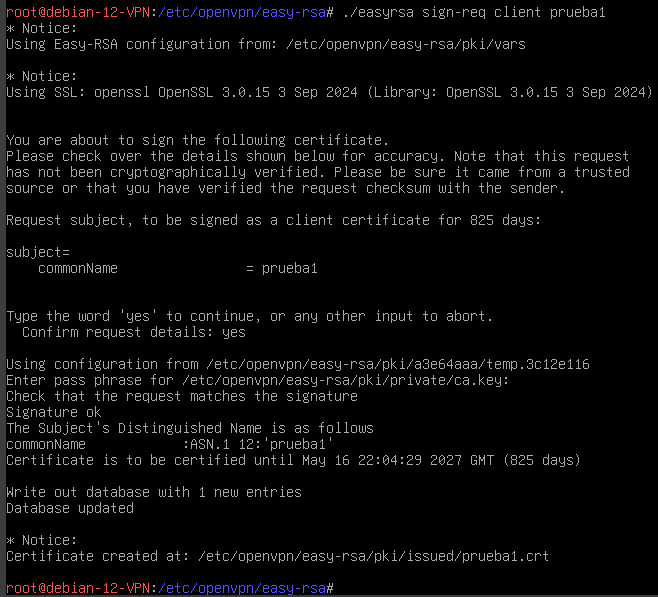 root@debian-12-VPN:/etc/openvpn/easy-rsa# ./easyrsa sign-req client prueba1
* Notice:
Using Easy-RSA configuration from: /etc/openvpn/easy-rsa/pki/vars
* Notice:
Using SSL: openssl OpenSSL 3.0.15 3 Sep 2024 (Library: OpenSSL 3.0.15 3 Sep 2024)
You are about to sign the following certificate.
Please check over the details shown below for accuracy. Note that this request
has not been cryptographically verified. Please be sure it came from a trusted
source or that you have verified the request checksum with the sender.
Request subject, to be signed as a client certificate for 825 days:
subject=
    commonName                = prueba1
Type the word 'yes' to continue, or any other input to abort.
  Confirm request details: yes
Using configuration from /etc/openvpn/easy-rsa/pki/a3e64aaa/temp.3c12e116
Enter pass phrase for /etc/openvpn/easy-rsa/pki/private/ca.key:
Check that the request matches the signature
Signature ok
The Subject's Distinguished Name is as follows
commonName            :ASN.1 12:'prueba1'
Certificate is to be certified until May 16 22:04:29 2027 GMT (825 days)
Write out database with 1 new entries
Database updated
* Notice:
Certificate created at: /etc/openvpn/easy-rsa/pki/issued/prueba1.crt
root@debian-12-VPN:/etc/openvpn/easy-rsa#